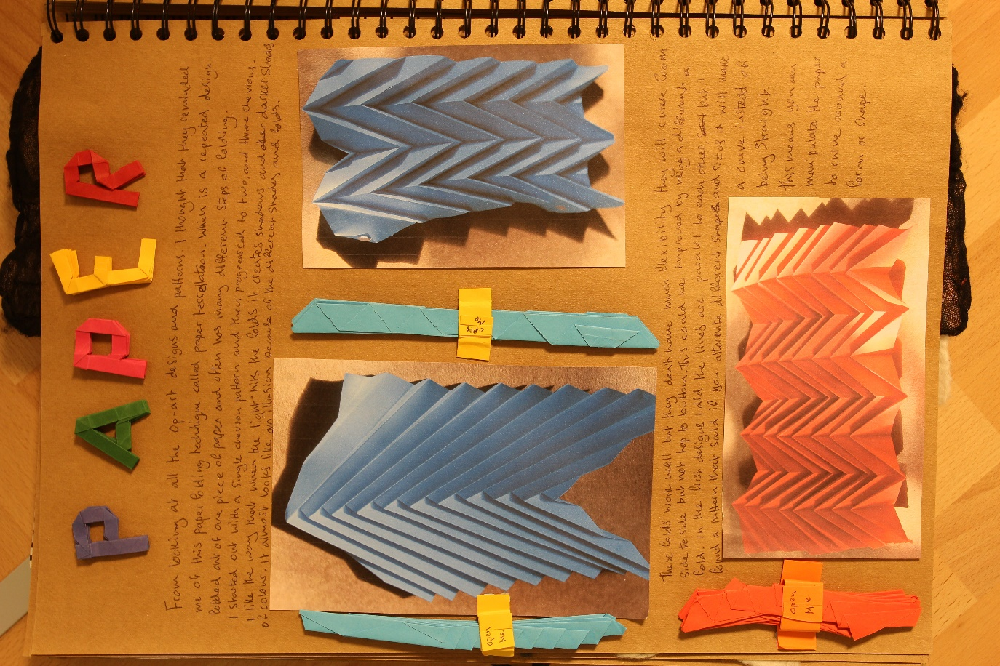 PAPER
From looking at all the op-art designs and patterns. I thought that they reminded
me of this paper folding technique called paper tessellation. Which is a repeated design
folded out of one piece of paper and often has many different steps of folding.
I started out with a single chevron pattern and then progressed to two, and three chevrons.
I like the way that when the light hits the folds it creates shadows and darker shades
of colour. it almost looks like an illusion because of the different shades and folds.
open
Me
open
Me
These folds work well but they don't have much flexibility they will curve from
side to side but not top to bottom. This could be improved by using a different
fold. in the first designs I did the lines are parallel to each other, but I
found a pattern that said if you alternate different shapes and sizes it will make
a curve instead of
being straight.
this means you can
manipulate the paper
to curve around a
form or shape.
open
Me